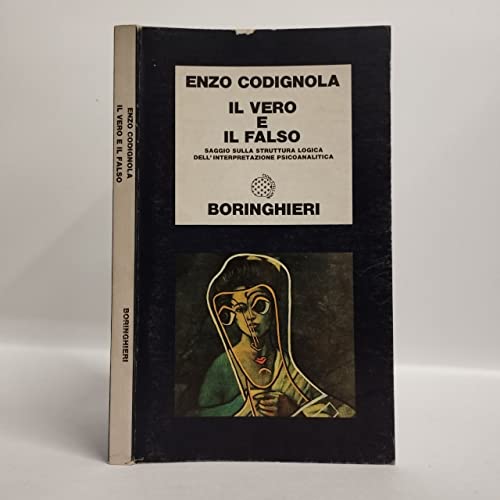 ENZO CODIGNOLA
IL VERO E IL FALSO
BORINGHIERI
ENZO CODIGNOLA
IL VERO
E
IL FALSO
SAGGIO SULLA STRUTTURA LOGICA
DELL'INTERPRETAZIONE PSICOANALITICA
BORINGHIERI